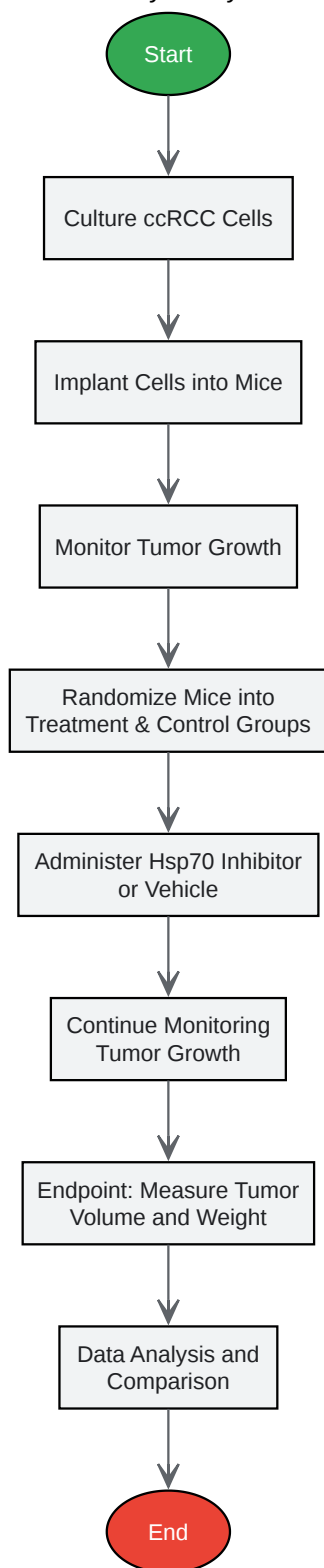 Start
Culture ccRCC Cells
Implant Cells into Mice
Monitor Tumor Growth
Randomize Mice into
Treatment & Control Groups
Administer Hsp70 Inhibitor
or Vehicle
Continue Monitoring
Tumor Growth
Endpoint: Measure Tumor
Volume and Weight
Data Analysis and
Comparison
End